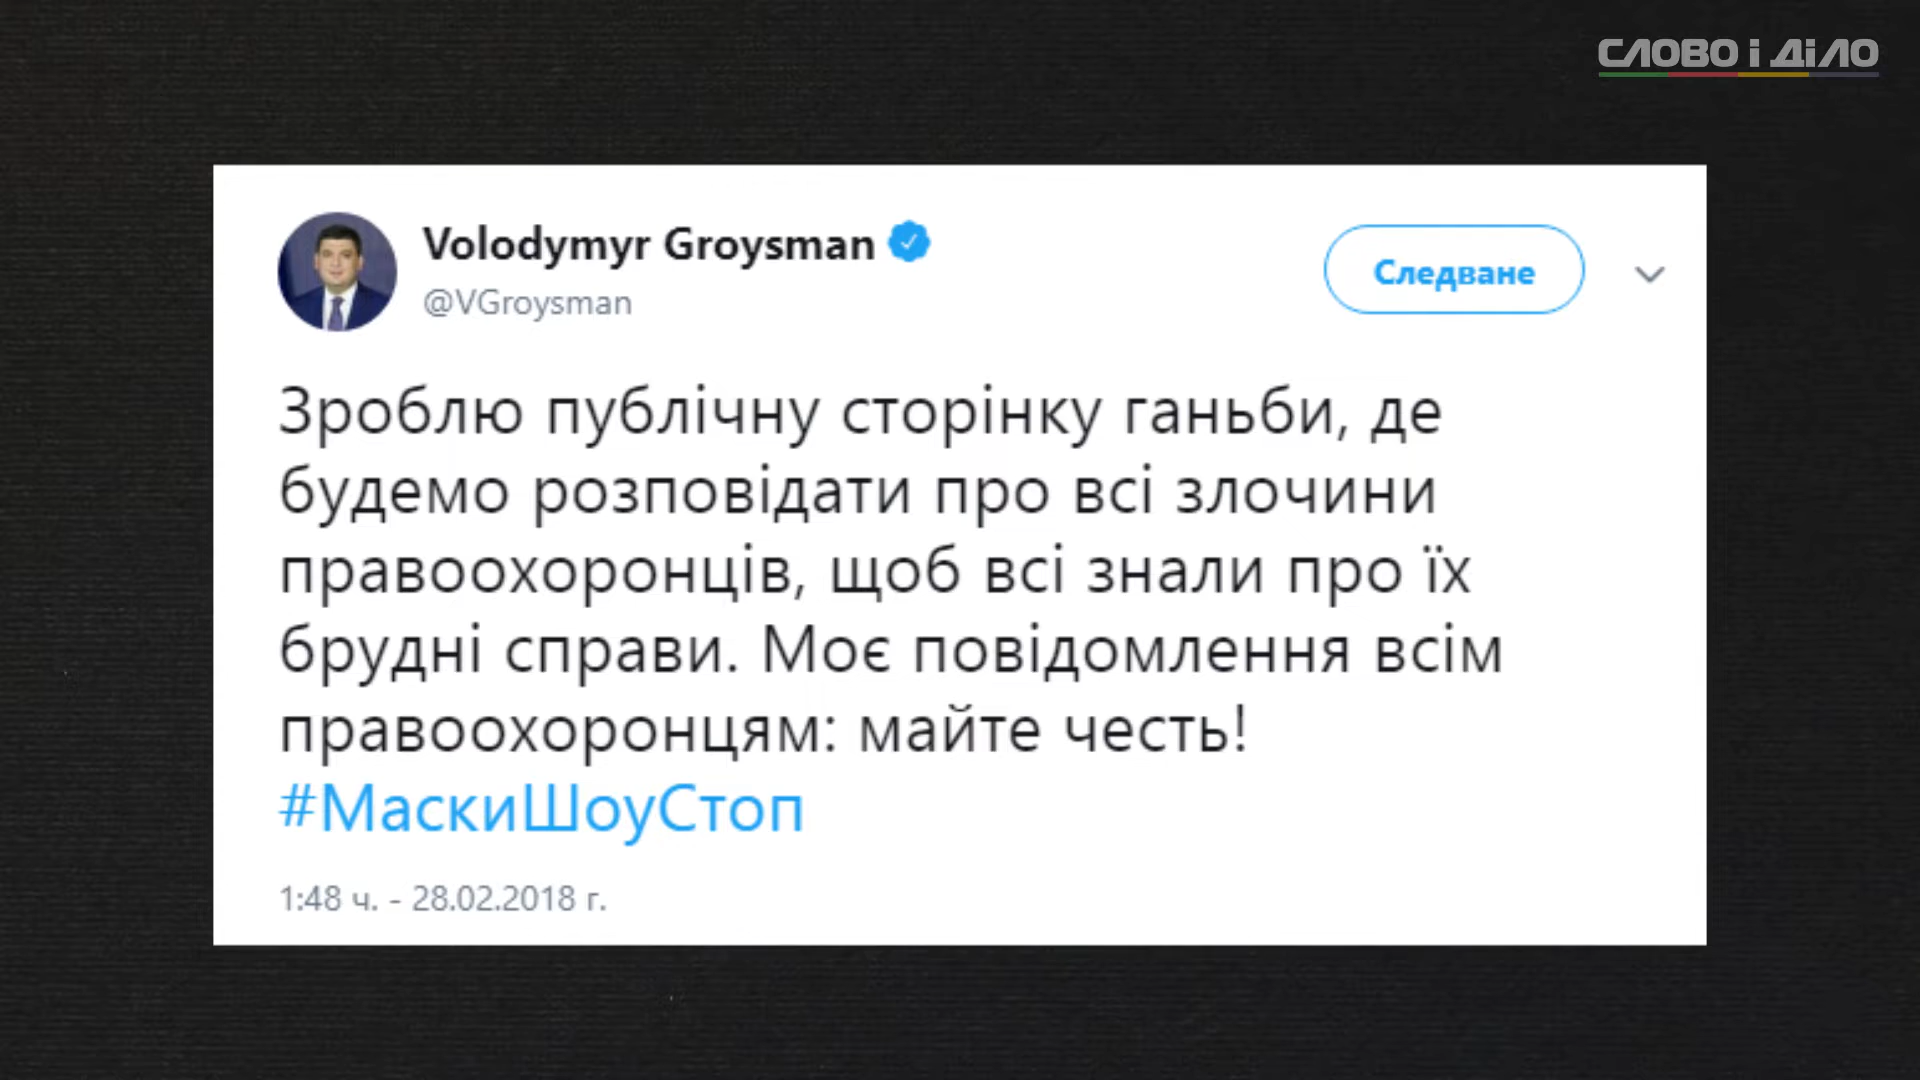 СЛОВО і ДІЛО
Volodymyr Groysman
@VGroysman
Следване
Зроблю публічну сторінку ганьби, де
будемо розповідати про всі злочини
правоохоронців, щоб всі знали про їх
брудні справи. Моє повідомлення всім
правоохоронцям: майте честь!
#МаскиШоуСтоп
1:48 ч. - 28.02.2018 г.